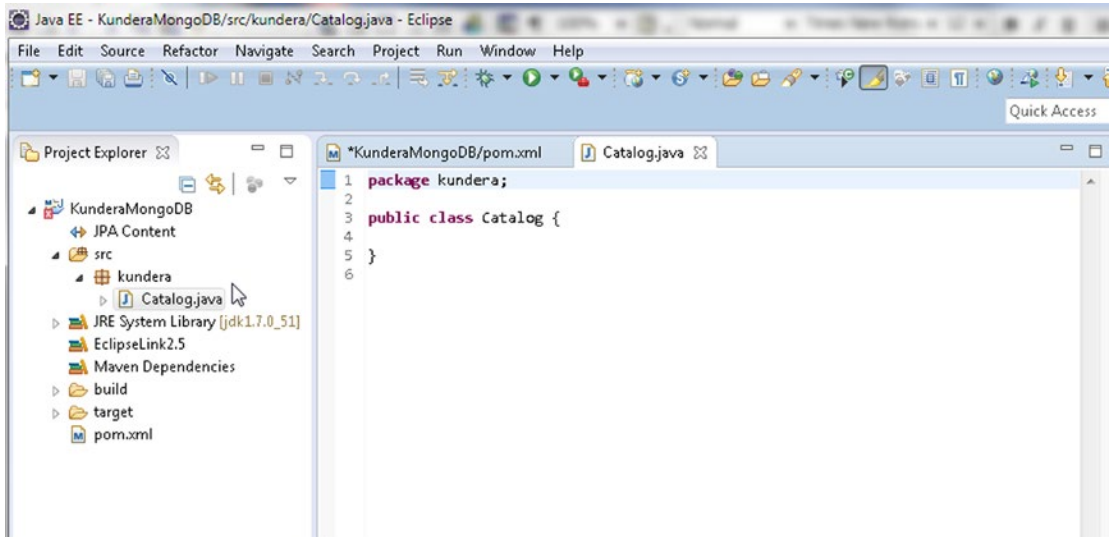 Java EE - KunderaMongoDB/src/kundera/Catalog.java - Eclipse
File Edit Source Refactor Navigate Search Project Run Window Help
Quick Access
Project Explorer
KunderaMongoDB
JPA Content
src
kundera
Catalog.java
JRE System Library [jdk1.7.0_51]
EclipseLink2.5
Maven Dependencies
build
target
pom.xml
*KunderaMongoDB/pom.xml Catalog.java
1 package kundera;
2
3 public class Catalog {
4
5 }
6